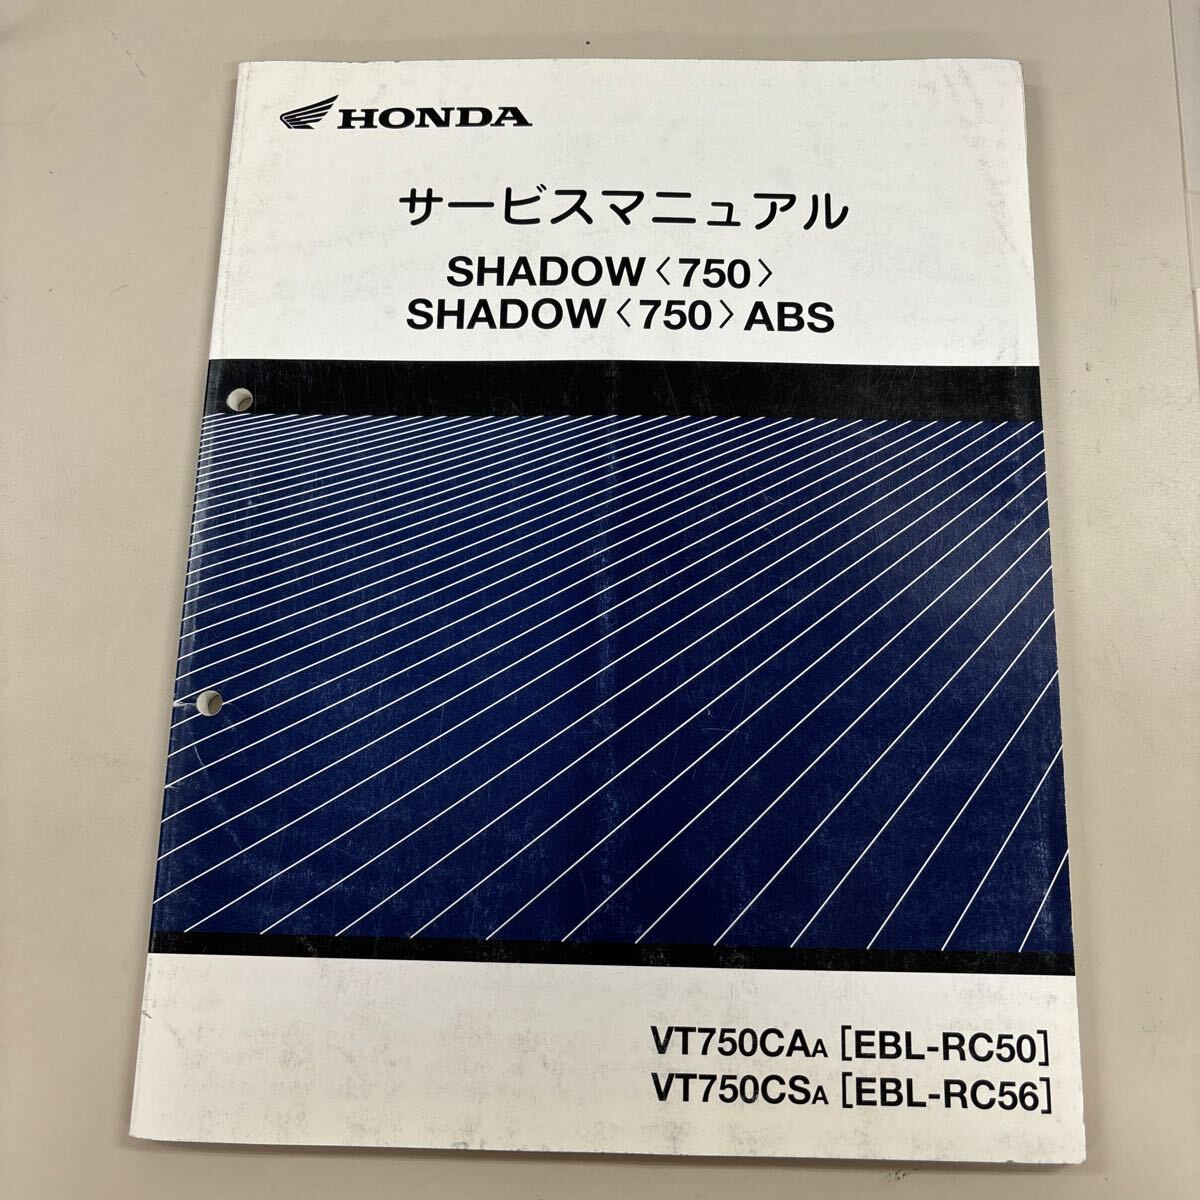 HONDA
サービスマニュアル
SHADOW〈750〉
SHADOW〈750〉ABS
VT750CAA [EBL-RC50]
VT750CSA [EBL-RC56]